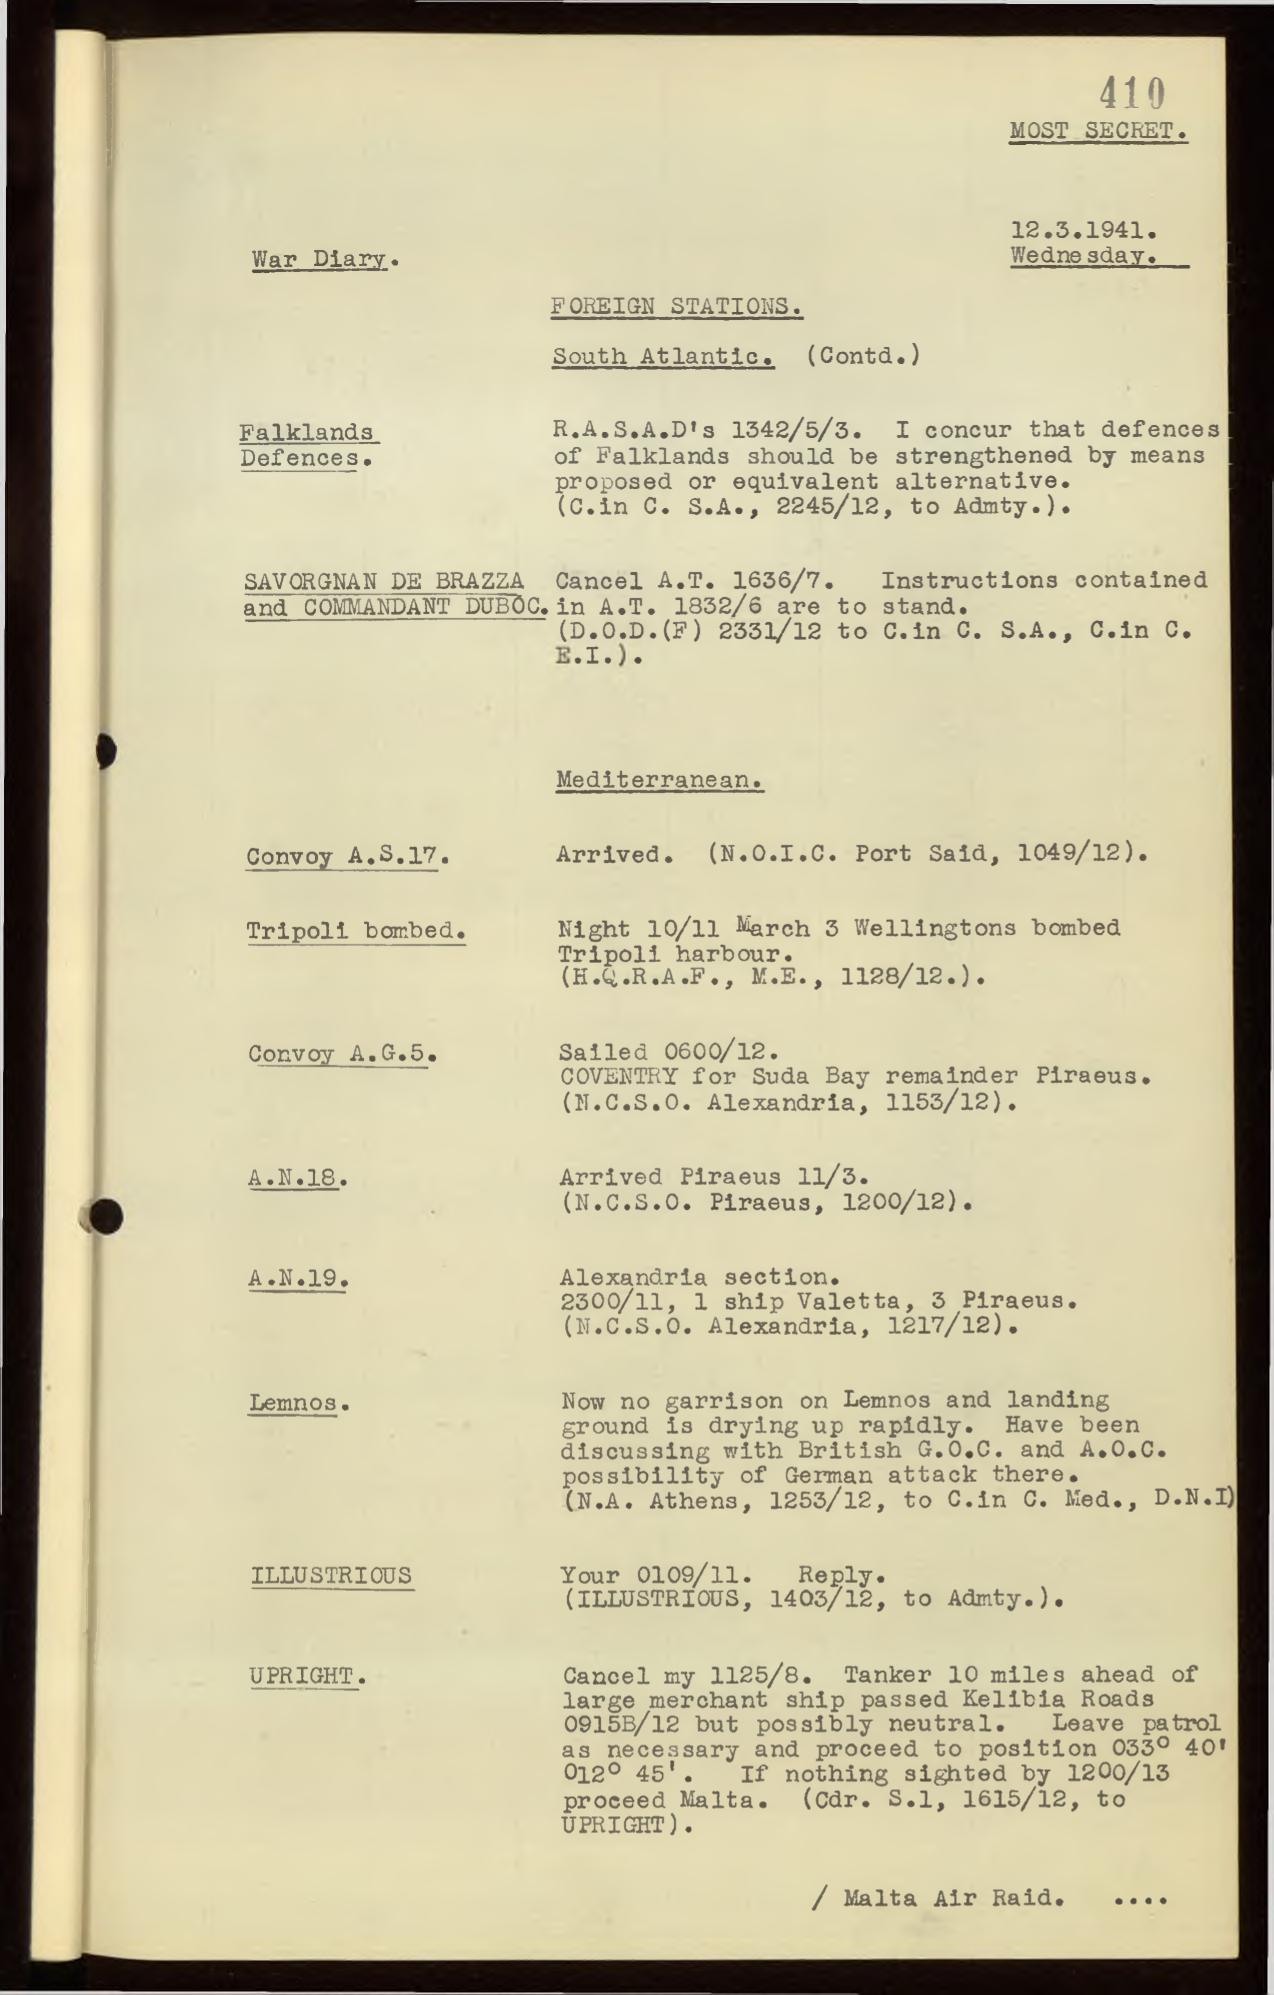 410
MOST SECRET.
12.3.1941.
War Diary. Wednesday.
FOREIGN STATIONS.
South Atlantic. (Contd.)
Falklands R.A.S.A.D's 1342/5/3. I concur that defences
Defences. of Falklands should be strengthened by means
proposed or equivalent alternative.
(C.in C. S.A., 2245/12, to Admty.).
SAVORGNAN DE BRAZZA Cancel A.T. 1636/7. Instructions contained
and COMMANDANT DUBOC. in A.T. 1832/6 are to stand.
(D.O.D.(F) 2331/12 to C.in C. S.A., C.in C.
E.I.).
Mediterranean.
Convoy A.S.17. Arrived. (N.O.I.C. Port Said, 1049/12).
Tripoli bombed. Night 10/11 March 3 Wellingtons bombed
Tripoli harbour.
(H.Q.R.A.F., M.E., 1128/12.).
Convoy A.G.5. Sailed 0600/12.
COVENTRY for Suda Bay remainder Piraeus.
(N.C.S.O. Alexandria, 1153/12).
A.N.18. Arrived Piraeus 11/3.
(N.C.S.O. Piraeus, 1200/12).
A.N.19. Alexandria section.
2300/11, 1 ship Valetta, 3 Piraeus.
(N.C.S.O. Alexandria, 1217/12).
Lemnos. Now no garrison on Lemnos and landing
ground is drying up rapidly. Have been
discussing with British G.O.C. and A.O.C.
possibility of German attack there.
(N.A. Athens, 1253/12, to C.in C. Med., D.N.I)
ILLUSTRIOUS Your 0109/11. Reply.
(ILLUSTRIOUS, 1403/12, to Admty.).
UPRIGHT. Cancel my 1125/8. Tanker 10 miles ahead of
large merchant ship passed Kelibia Roads
0915B/12 but possibly neutral. Leave patrol
as necessary and proceed to position 033° 40'
012° 45'. If nothing sighted by 1200/13
proceed Malta. (Cdr. S.1, 1615/12, to
UPRIGHT).
/ Malta Air Raid. ....